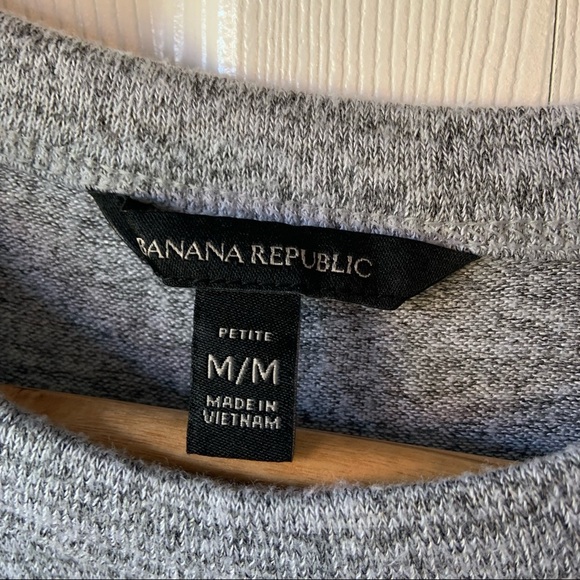 BANANA REPUBLIC
PETITE
M/M
MADE IN
VIETNAM